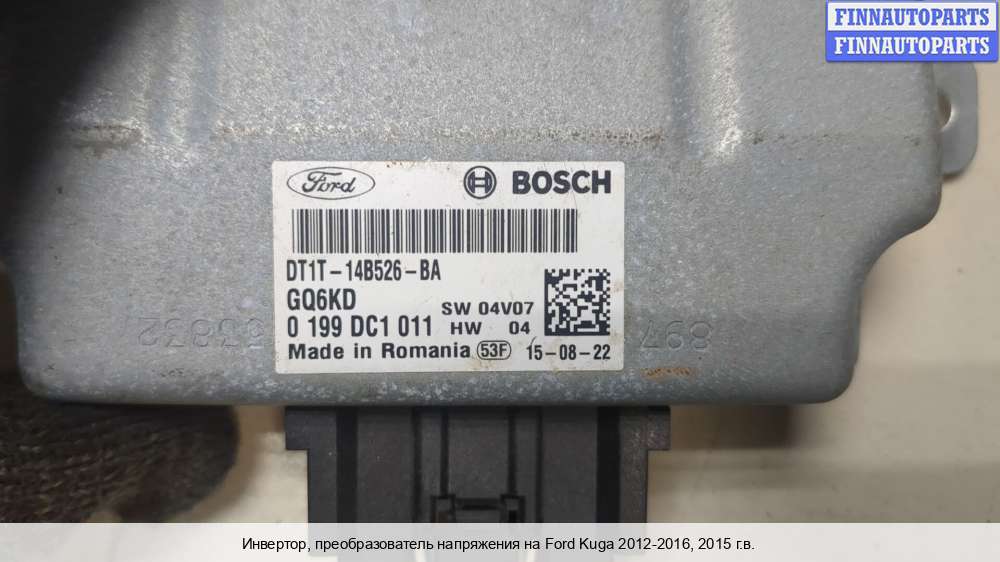 FINNAUTOPARTS
FINNAUTOPARTS
Ford
BOSCH
DT1T-14B526-BA
GQ6KD
SW 04V07
0 199 DC1 011
HW 04
Made in Romania 53F 15-08-22
Инвертор, преобразователь напряжения на Ford Kuga 2012-2016, 2015 г.в.